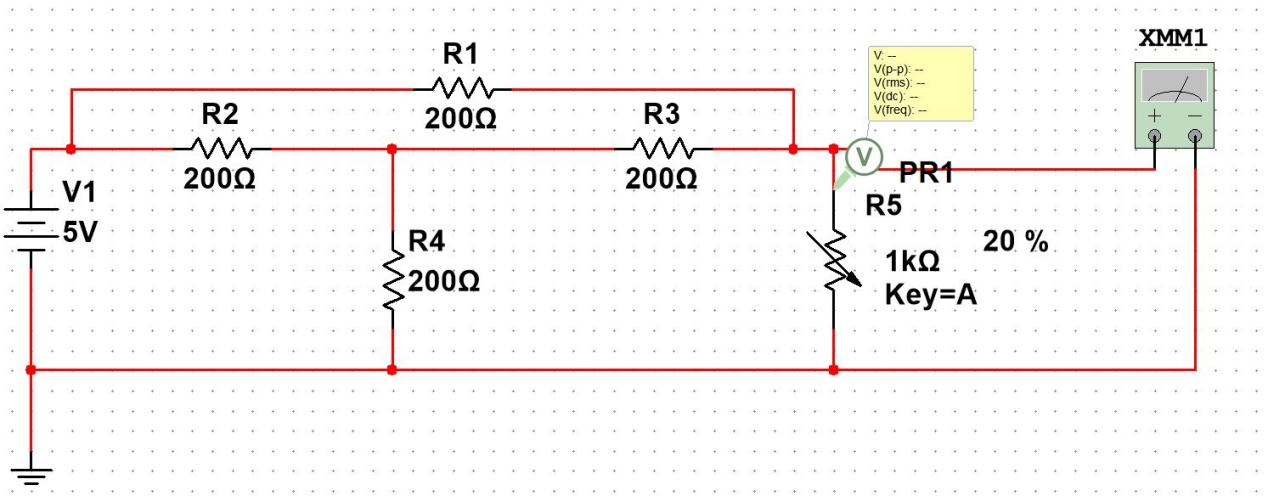 XMM1
R1
200Ω
V: --
V(p-p): --
V(rms): --
V(dc): --
V(freq): --
R2
200Ω
R3
200Ω
+
−
V
PR1
V1
5V
R5
R4
200Ω
20 %
1kΩ
Key=A